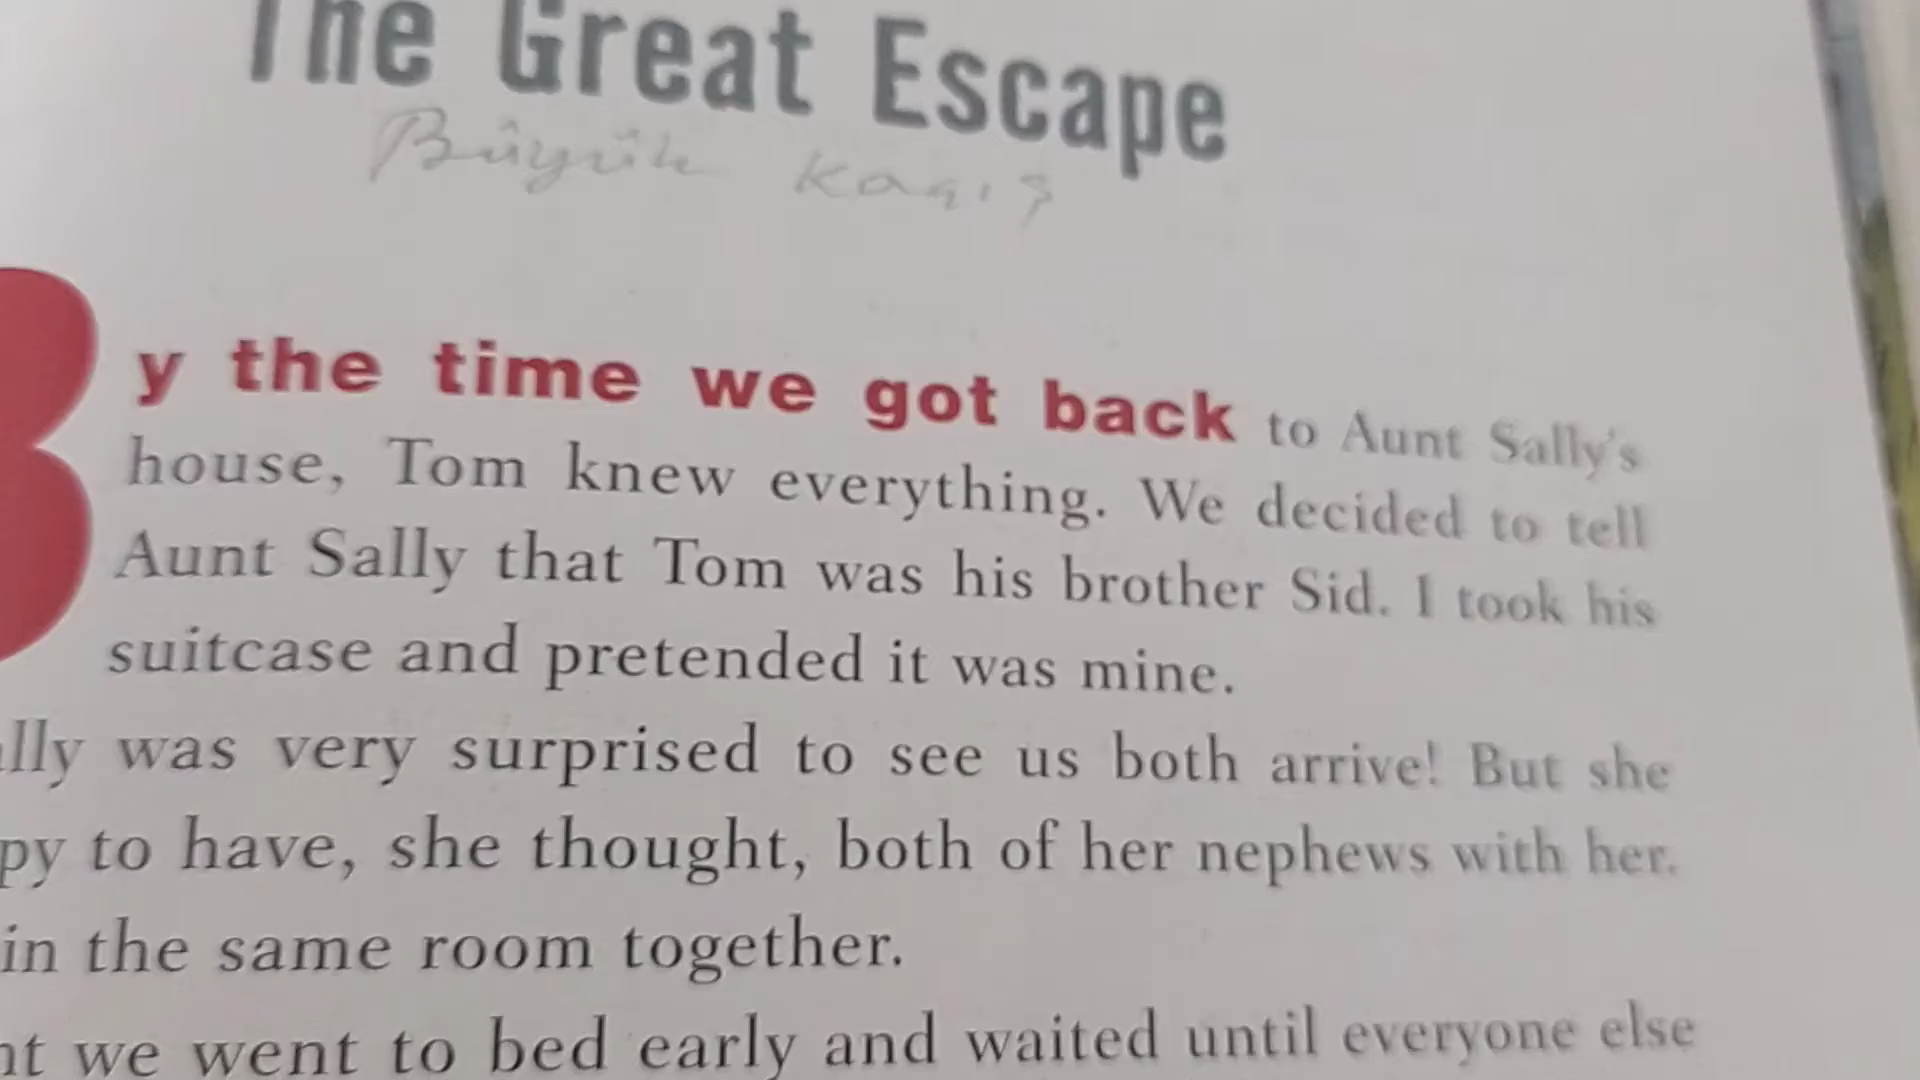 The Great Escape
Büyük Kaçış
By the time we got back to Aunt Sally's
house, Tom knew everything. We decided to tell
Aunt Sally that Tom was his brother Sid. I took his
suitcase and pretended it was mine.
was very surprised to see us both arrive! But she
to have, she thought, both of her nephews with her.
in the same room together.
we went to bed early and waited until everyone else